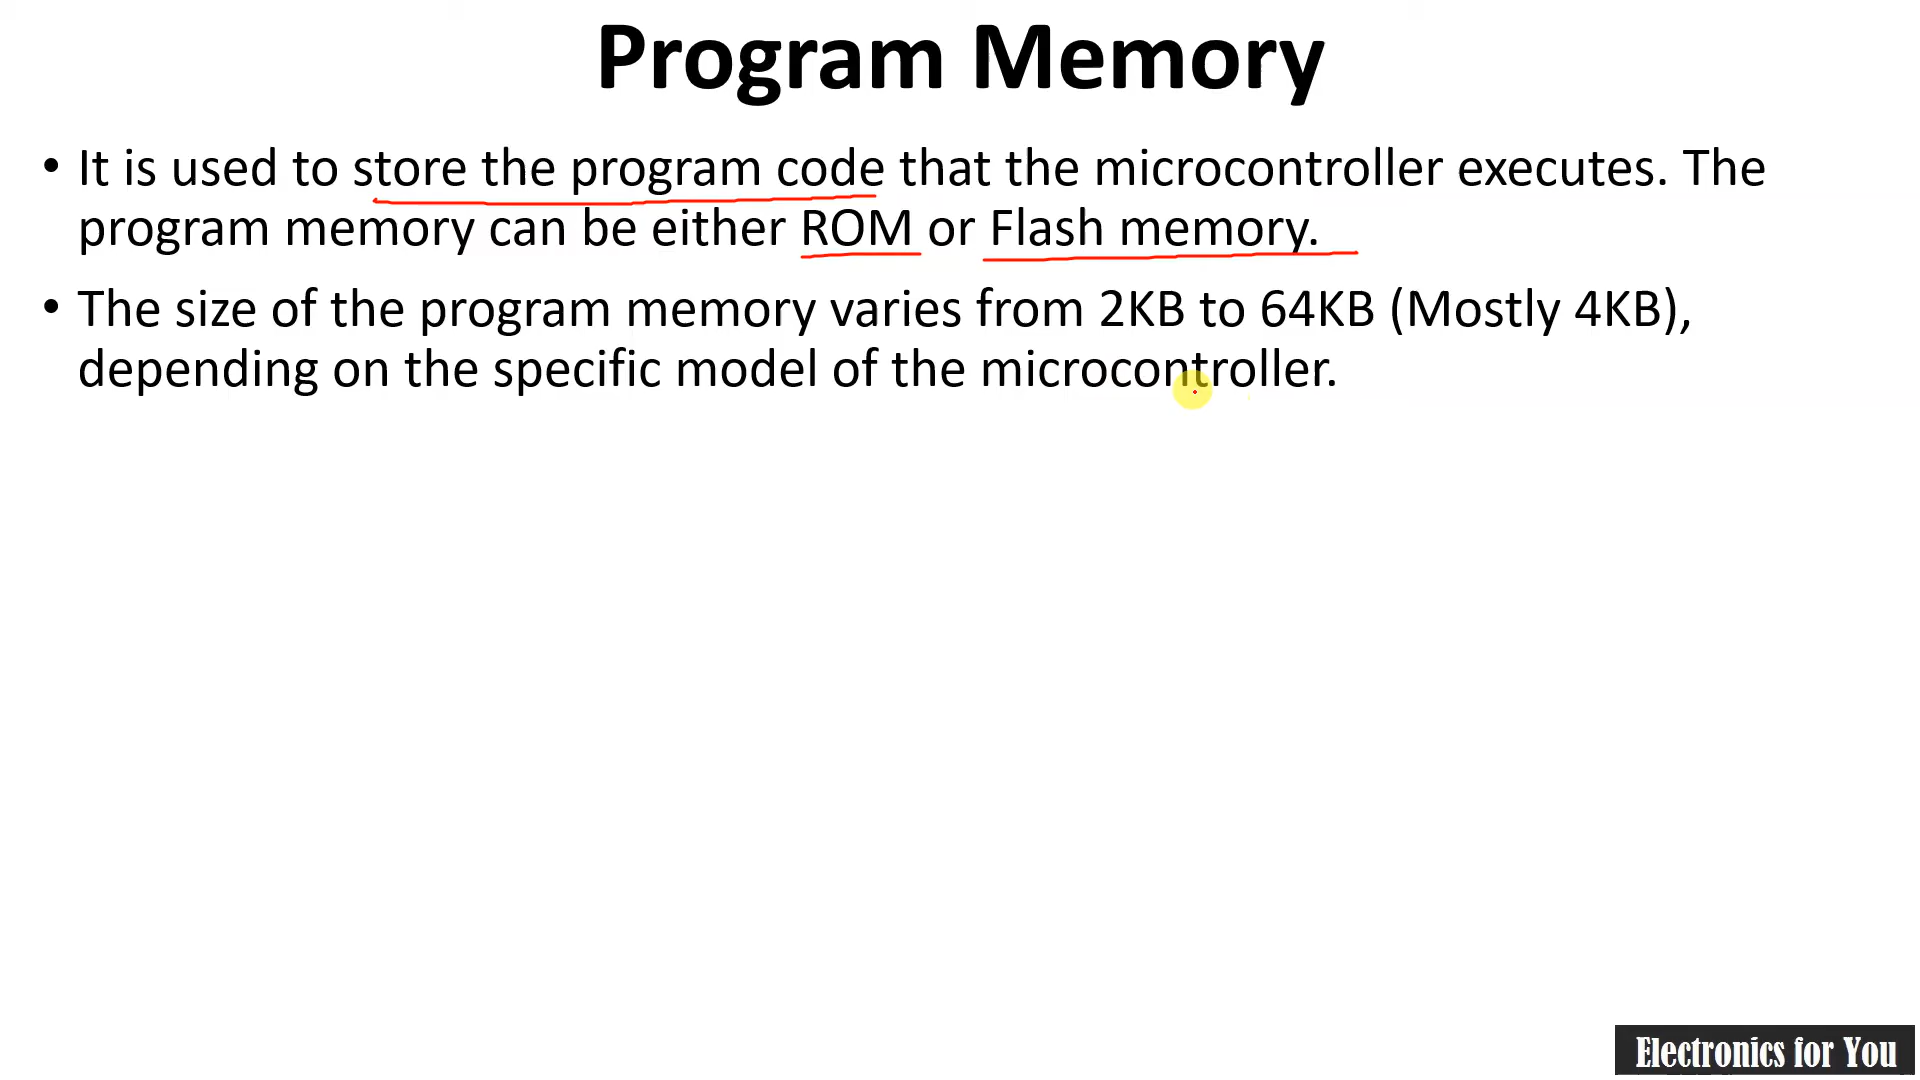 Program Memory
• It is used to store the program code that the microcontroller executes. The
program memory can be either ROM or Flash memory.
• The size of the program memory varies from 2KB to 64KB (Mostly 4KB),
depending on the specific model of the microcontroller.
Electronics for You